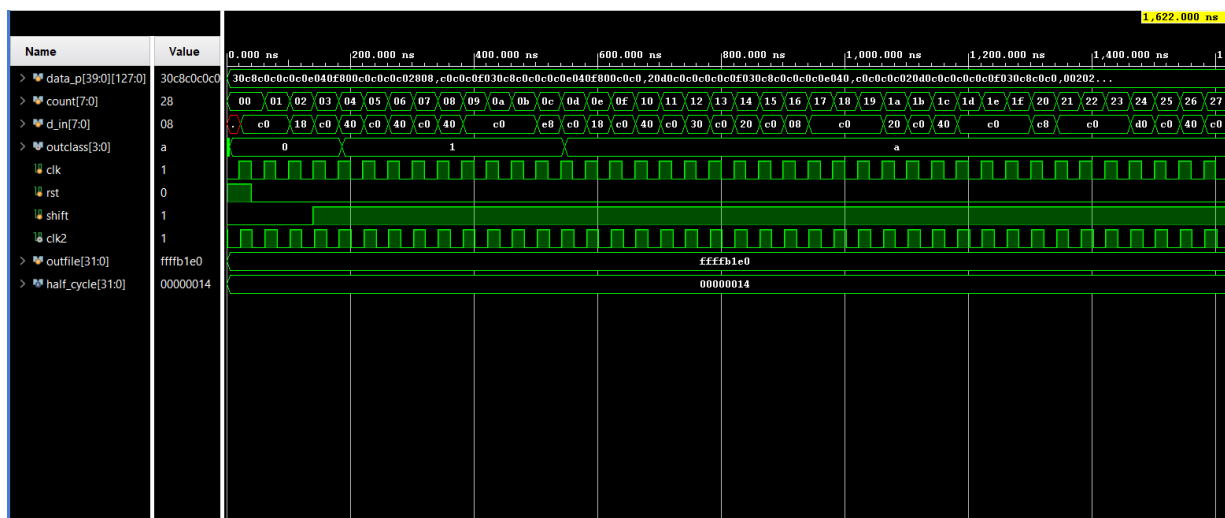 1,622.000 ns
Name Value 0.000 ns 200.000 ns 400.000 ns 600.000 ns 800.000 ns 1,000.000 ns 1,200.000 ns 1,400.000 ns 1
> data_p[39:0][127:0] 30c8c0c0c0
> count[7:0] 28 00 01 02 03 04 05 06 07 08 09 0a 0b 0c 0d 0e 0f 10 11 12 13 14 15 16 17 18 19 1a 1b 1c 1d 1e 1f 20 21 22 23 24 25 26 27
> d_in[7:0] 08 . c0 18 c0 40 c0 40 c0 40 c0 e8 c0 18 c0 40 c0 30 c0 20 c0 08 c0 20 c0 40 c0 c8 c0 d0 c0 40 c0
> outclass[3:0] a 0 1 a
clk 1
rst 0
shift 1
clk2 1
> outfile[31:0] ffffb1e0 ffffb1e0
> half_cycle[31:0] 00000014 00000014